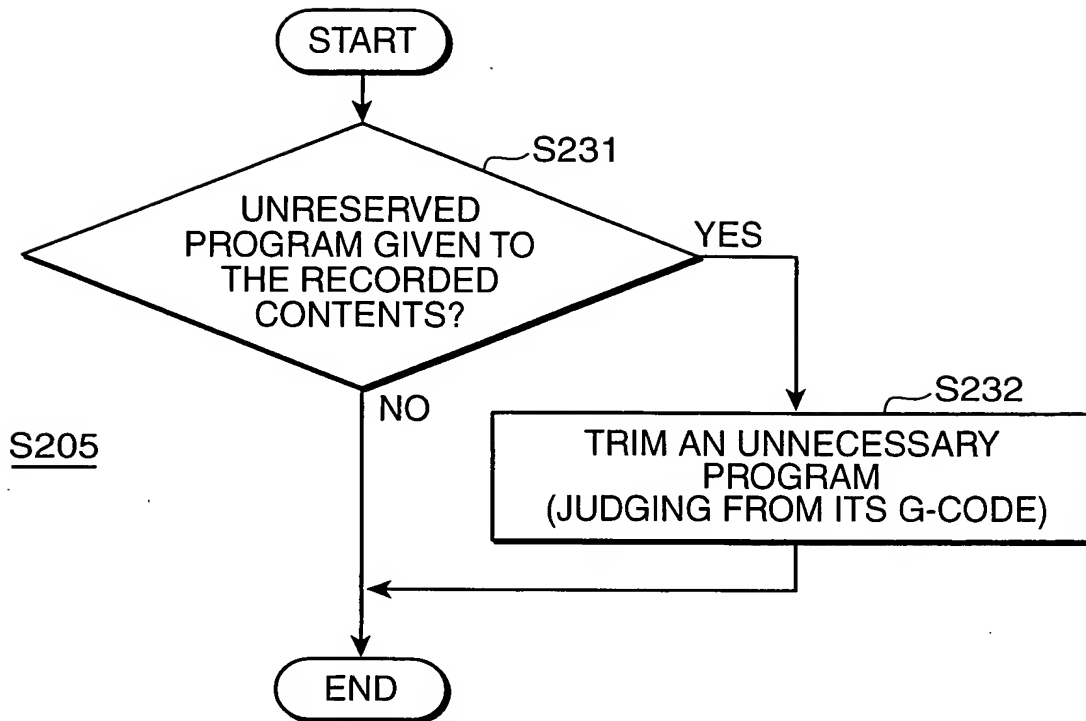 START
S231
UNRESERVED
PROGRAM GIVEN TO
THE RECORDED
CONTENTS?
YES
NO
S232
TRIM AN UNNECESSARY
PROGRAM
(JUDGING FROM ITS G-CODE)
S205
END